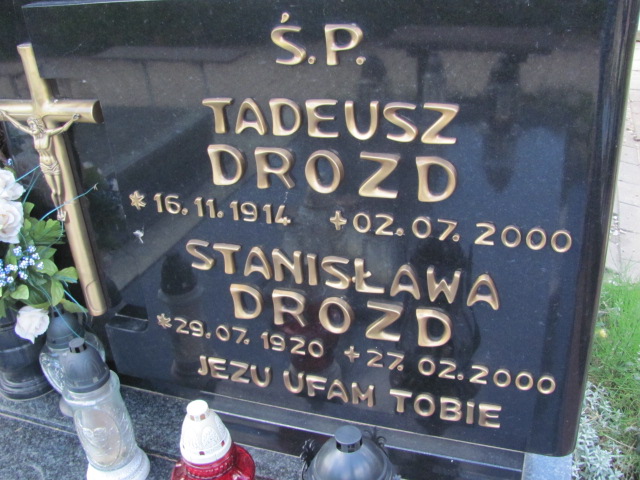 Ś.P.
TADEUSZ
DROZD
*16.11.1914 +02.07.2000
STANISŁAWA
DROZD
*29.07.1920 +27.02.2000
JEZU UFAM TOBIE